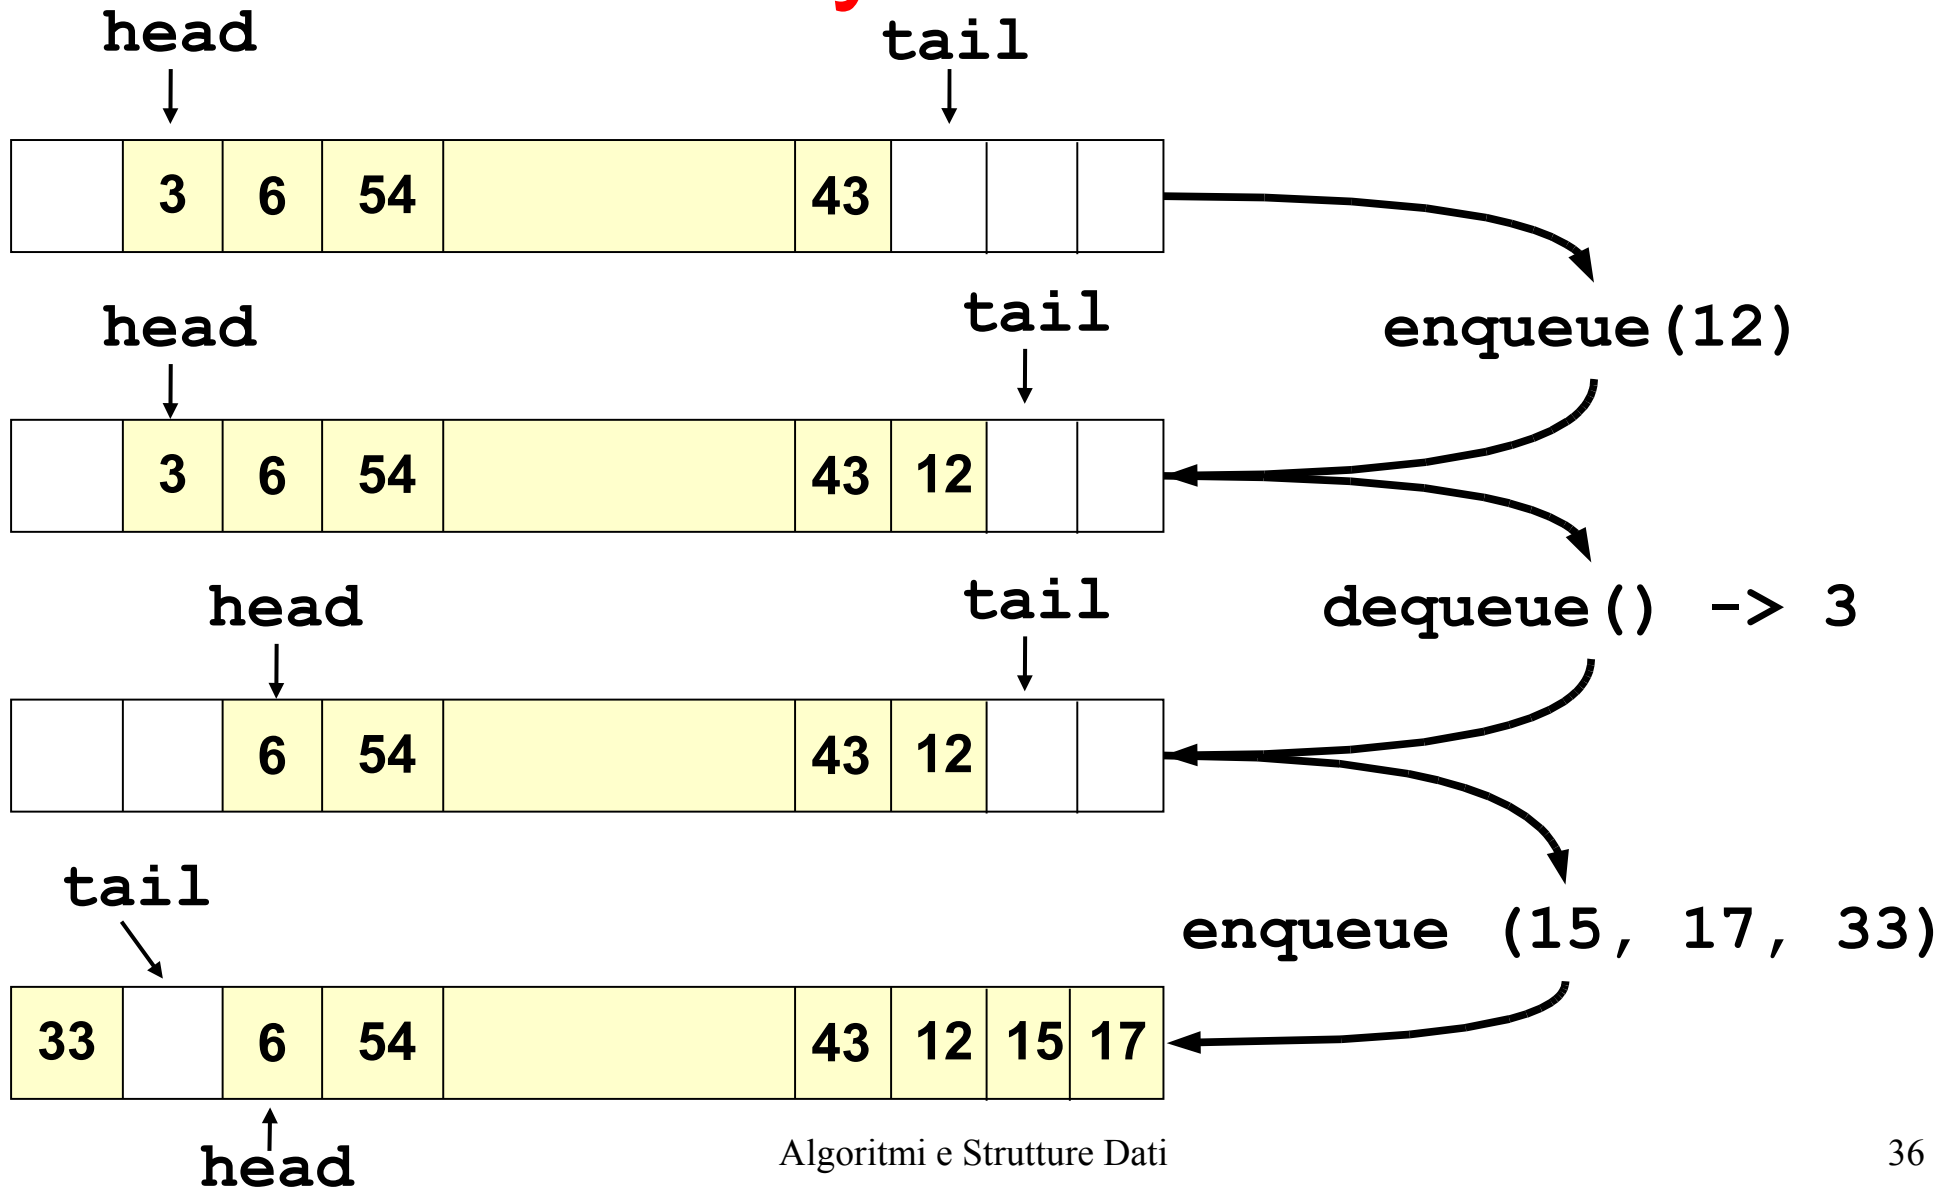 head
tail
3 6 54 43
enqueue(12)
head
tail
3 6 54 43 12
dequeue() -> 3
head
tail
6 54 43 12
enqueue (15, 17, 33)
tail
33 6 54 43 12 15 17
head
Algoritmi e Strutture Dati
36